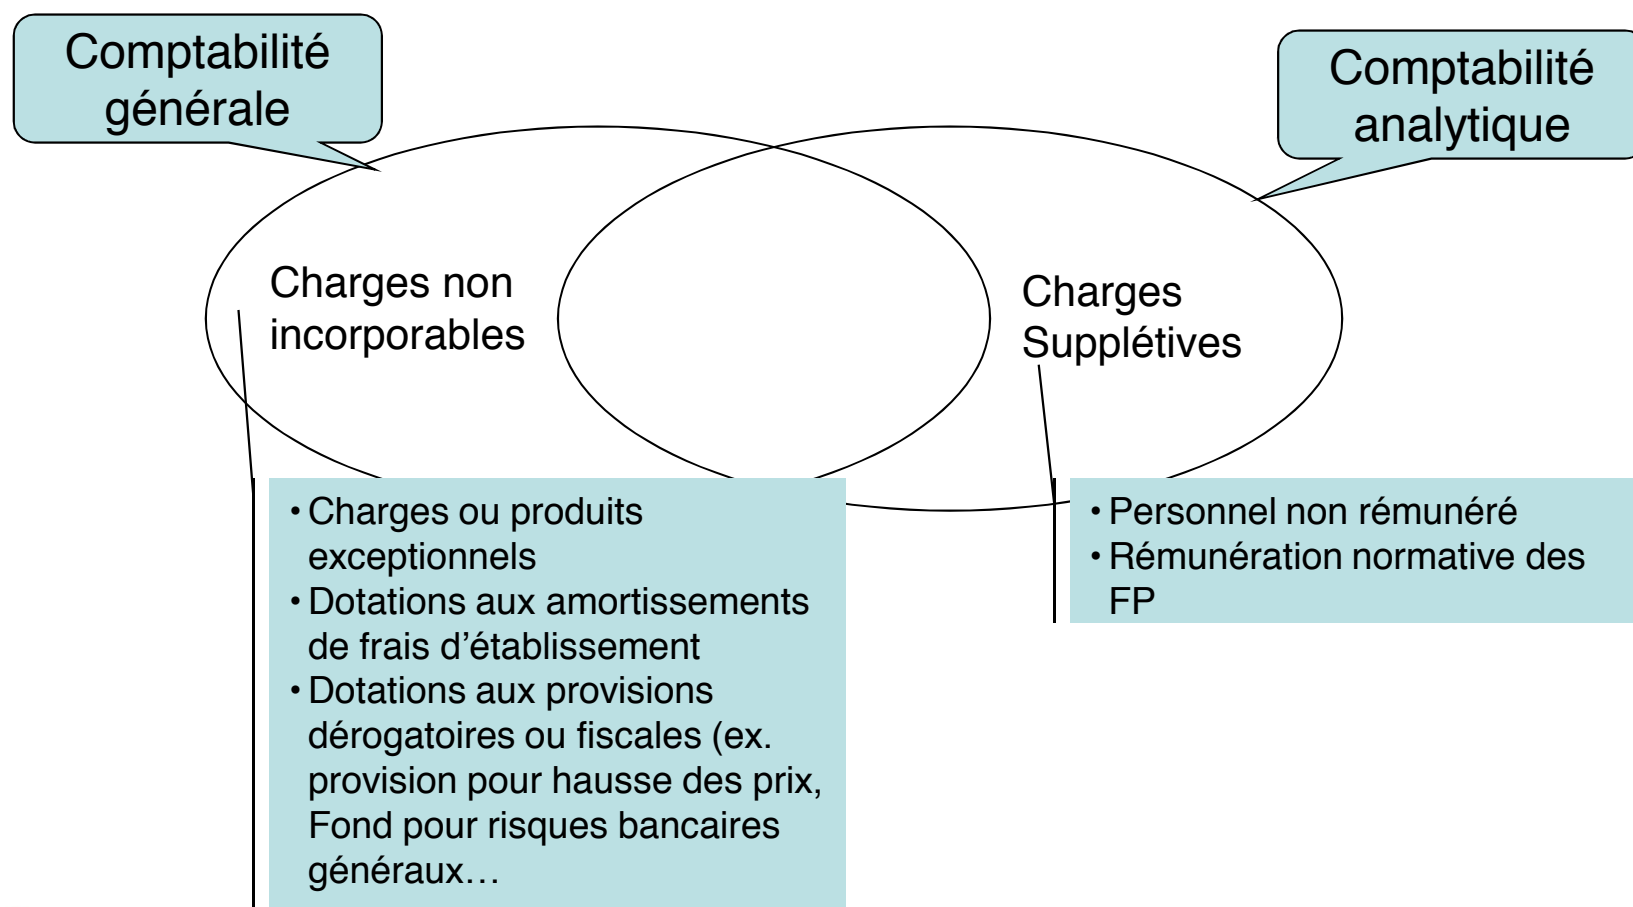 Comptabilité
générale
Comptabilité
analytique
Charges non
incorporables
Charges
Supplétives
• Charges ou produits
exceptionnels
• Dotations aux amortissements
de frais d’établissement
• Dotations aux provisions
dérogatoires ou fiscales (ex.
provision pour hausse des prix,
Fond pour risques bancaires
généraux…
• Personnel non rémunéré
• Rémunération normative des
FP